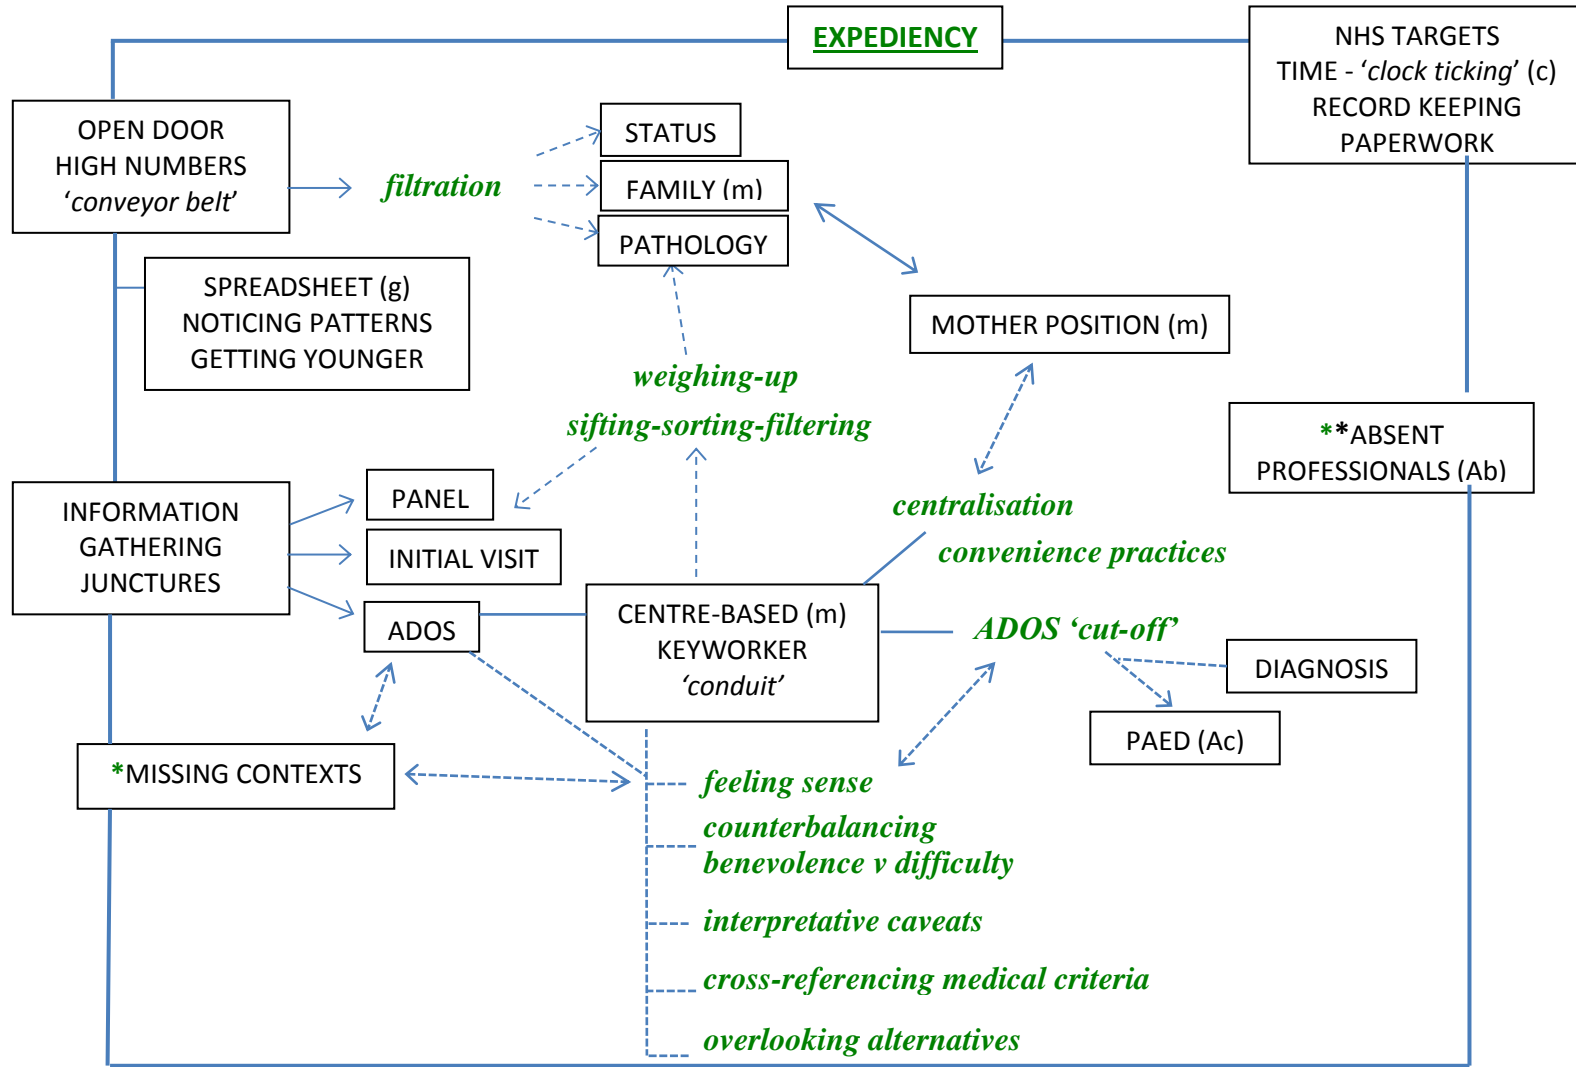 EXPEDIENCY
NHS TARGETS
TIME - ‘clock ticking’ (c)
RECORD KEEPING
PAPERWORK
OPEN DOOR
HIGH NUMBERS
‘conveyor belt’
filtration
STATUS
FAMILY (m)
PATHOLOGY
SPREADSHEET (g)
NOTICING PATTERNS
GETTING YOUNGER
MOTHER POSITION (m)
weighing-up
sifting-sorting-filtering
**ABSENT
PROFESSIONALS (Ab)
INFORMATION
GATHERING
JUNCTURES
PANEL
INITIAL VISIT
ADOS
centralisation
convenience practices
CENTRE-BASED (m)
KEYWORKER
‘conduit’
ADOS ‘cut-off’
DIAGNOSIS
PAED (Ac)
*MISSING CONTEXTS
feeling sense
counterbalancing
benevolence v difficulty
interpretative caveats
cross-referencing medical criteria
overlooking alternatives